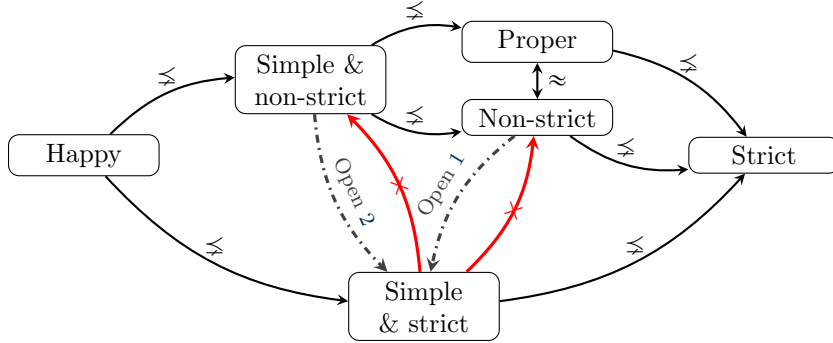 Proper
Simple &
non-strict
≈
Non-strict
Happy
Strict
Open 1
Open 2
Simple
& strict